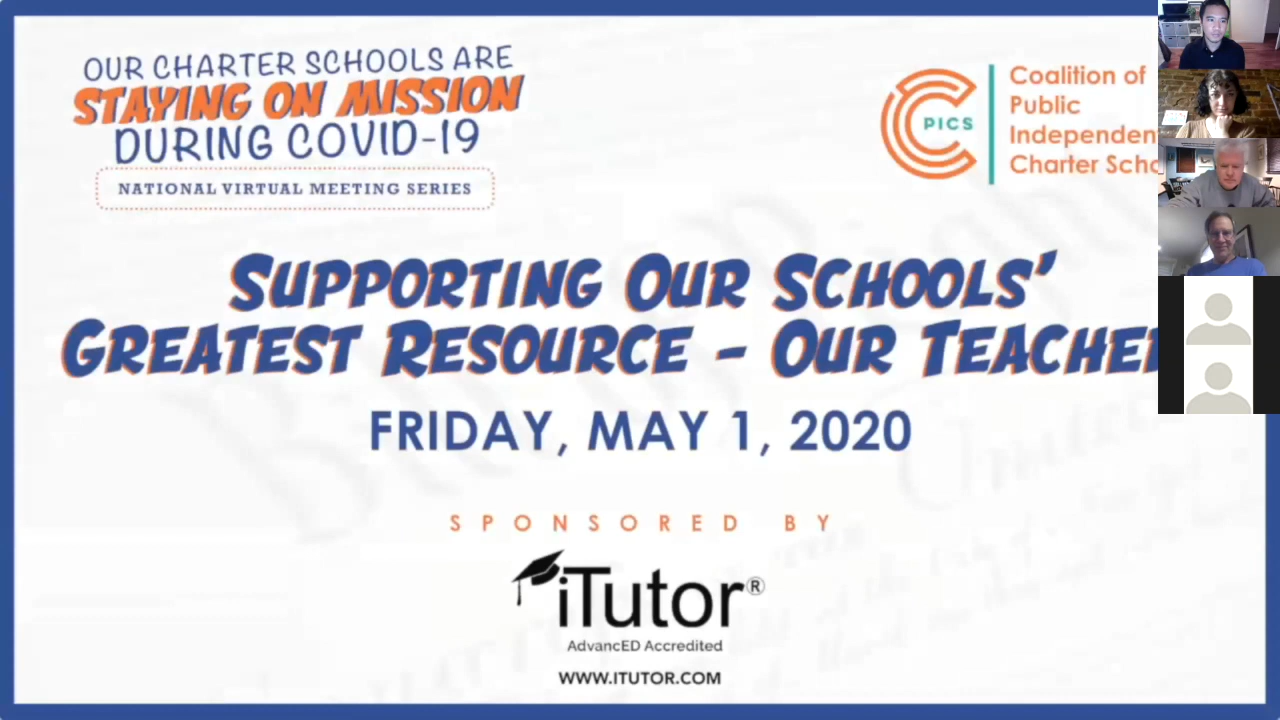 OUR CHARTER SCHOOLS ARE
STAYING ON MISSION
DURING COVID-19
NATIONAL VIRTUAL MEETING SERIES
PICS
Coalition of
Public
Independen
Charter Scho
SUPPORTING OUR SCHOOLS'
GREATEST RESOURCE - OUR TEACHE
FRIDAY, MAY 1, 2020
SPONSORED BY
iTutor®
AdvancED Accredited
WWW.ITUTOR.COM